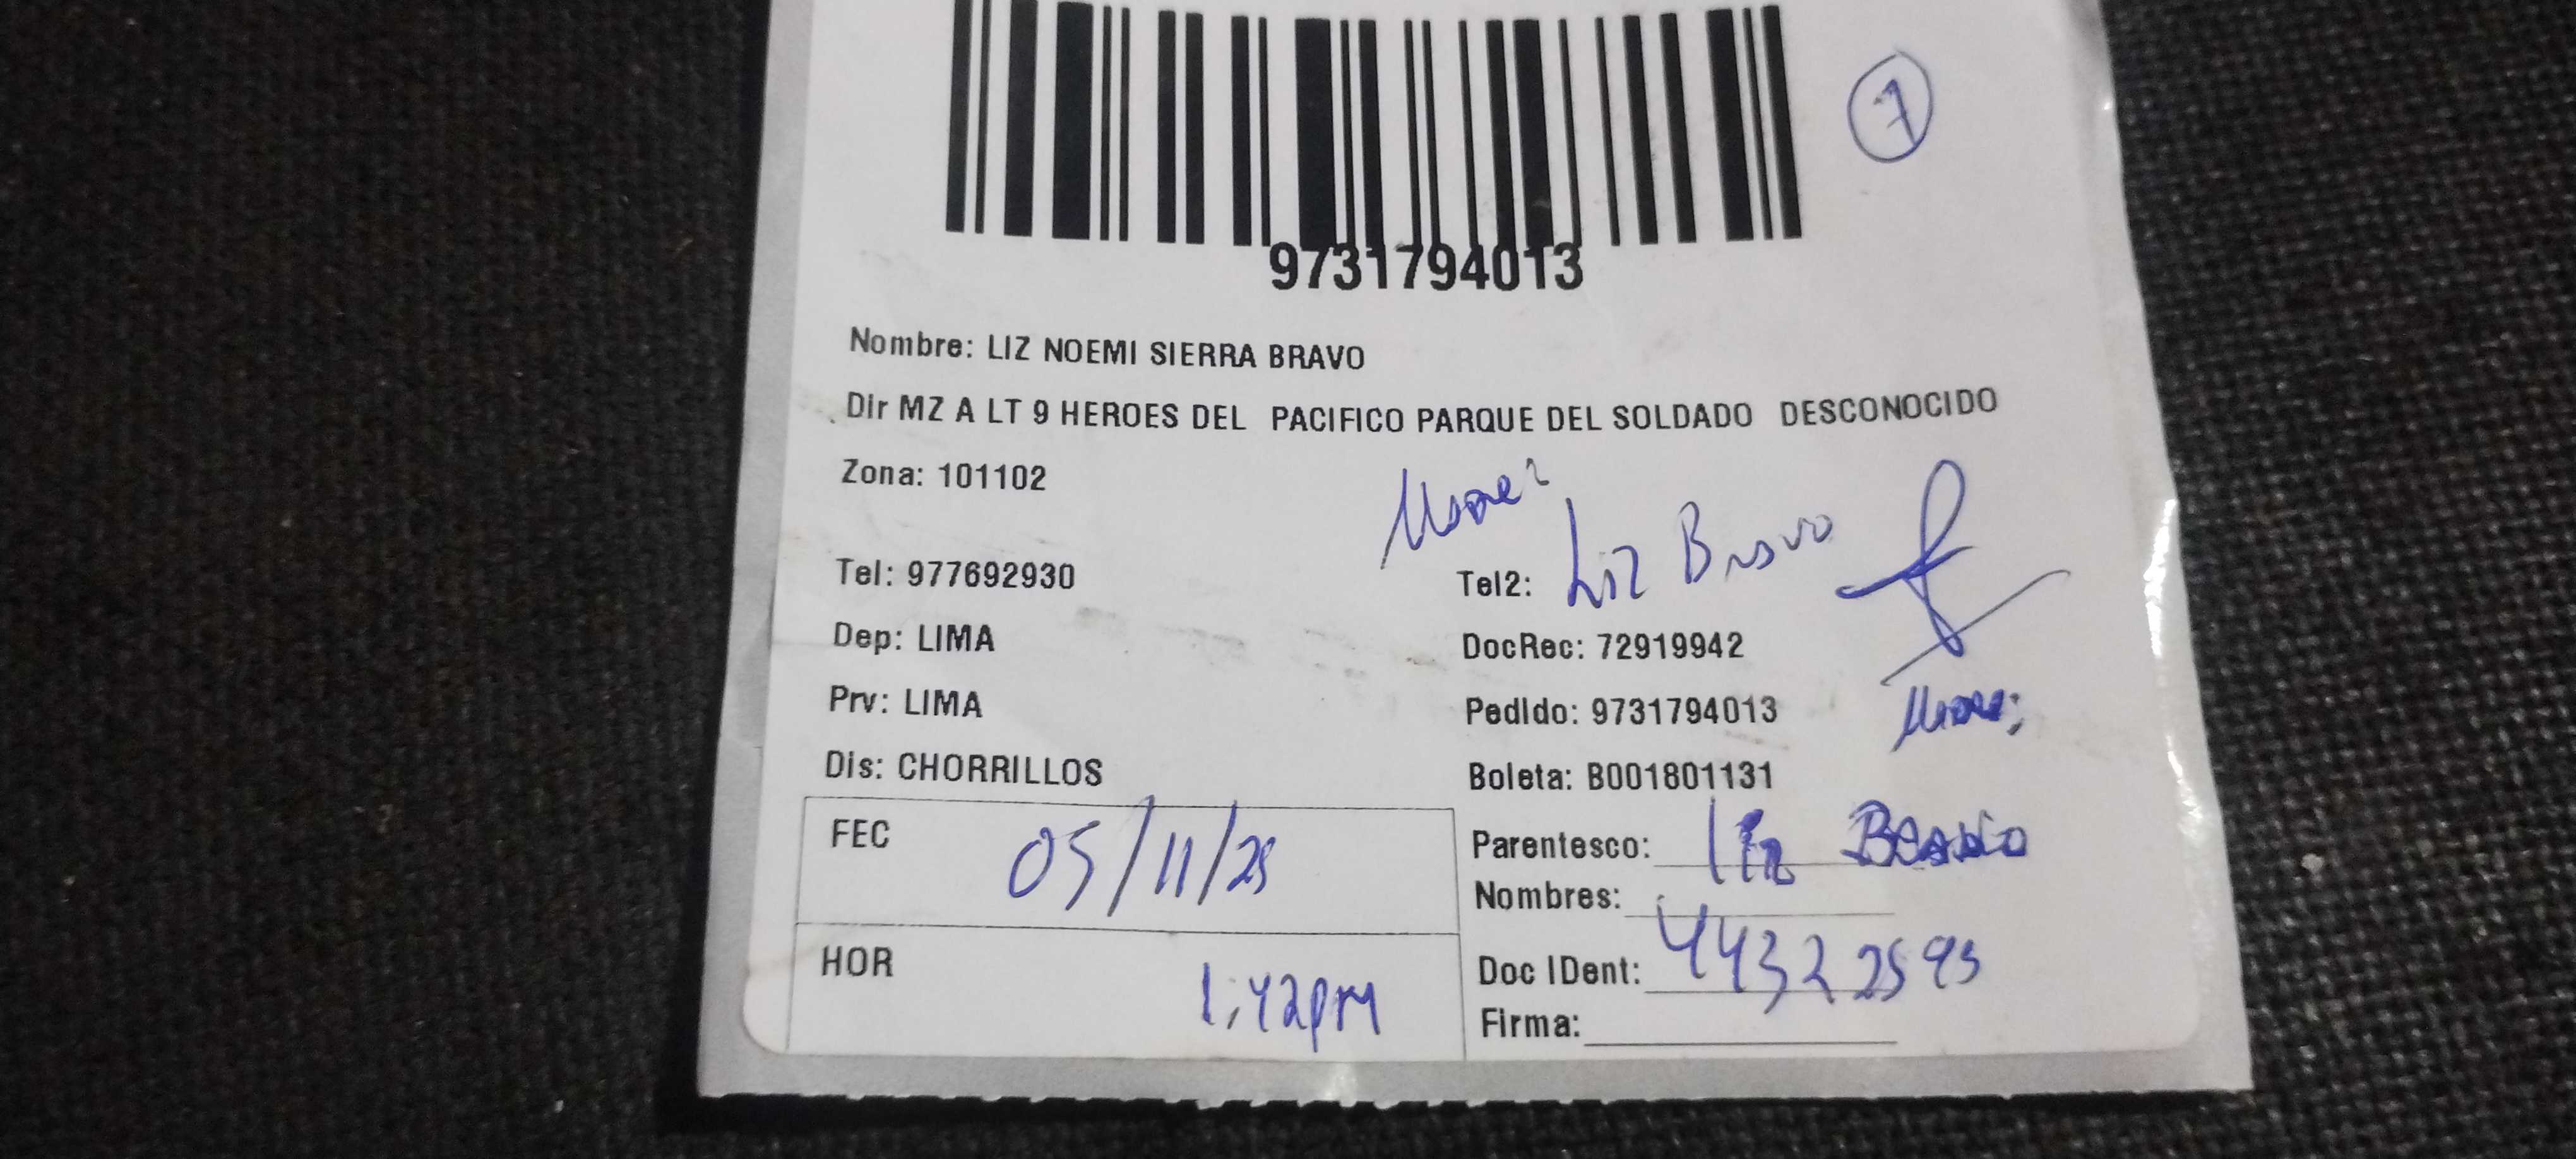 7
9731794013
Nombre: LIZ NOEMI SIERRA BRAVO
Dir MZ A LT 9 HEROES DEL PACIFICO PARQUE DEL SOLDADO DESCONOCIDO
Zona: 101102
Tel: 977692930
Tel2: Liz Bravo
Dep: LIMA
DocRec: 72919942
Prv: LIMA
Pedido: 9731794013
Dis: CHORRILLOS
Boleta: B001801131
FEC 05/11/25
Parentesco: Liz Bravo
Nombres:
HOR 1:42pm
Doc IDent: 44322593
Firma: